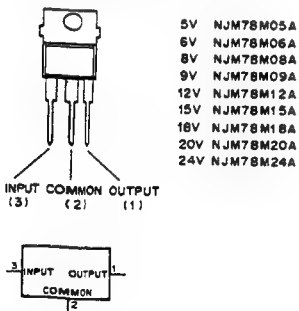 5V NJM78M05A
6V NJM78M06A
8V NJM78M08A
9V NJM78M09A
12V NJM78M12A
15V NJM78M15A
18V NJM78M18A
20V NJM78M20A
24V NJM78M24A
INPUT COMMON OUTPUT
(3) (2) (1)
3 INPUT OUTPUT 1
COMMON
2